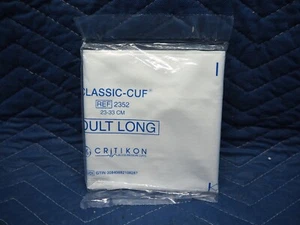 CLASSIC-CUF®
REF 2352
23-33 CM
DULT LONG
CRITIKON